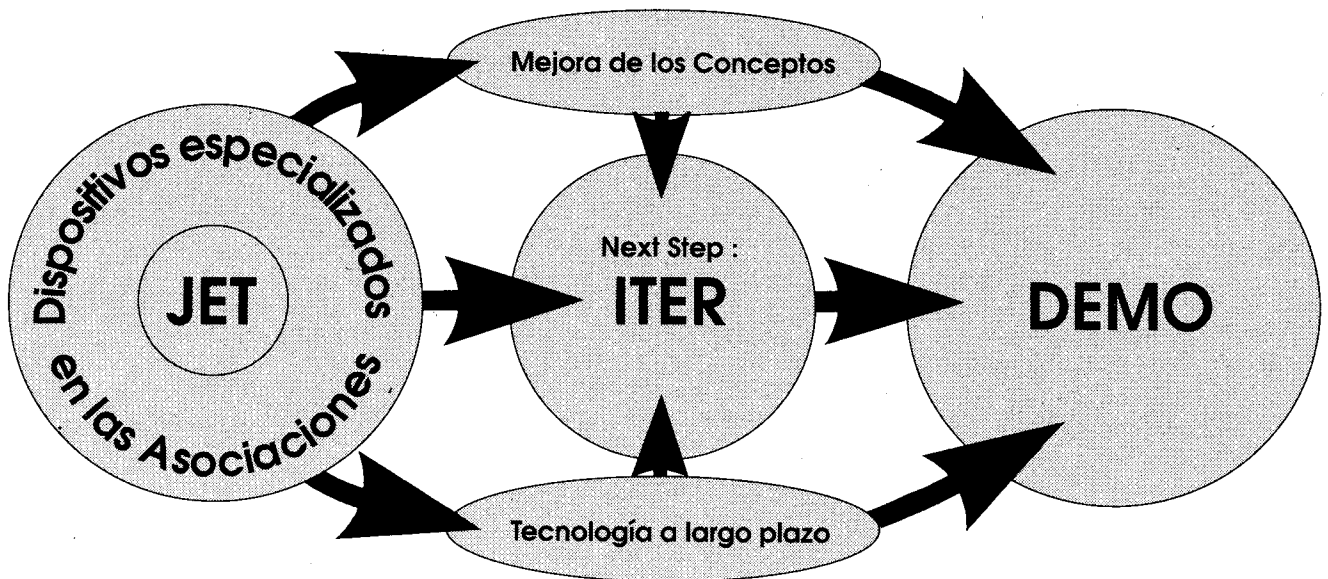 Mejora de los Conceptos
Dispositivos especializados
en las Asociaciones
JET
Next Step :
ITER
DEMO
Tecnología a largo plazo